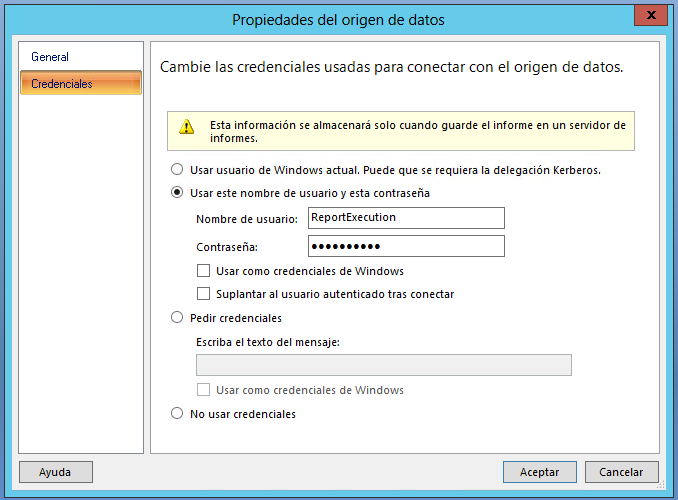 Propiedades del origen de datos
x
General
Credenciales
Cambie las credenciales usadas para conectar con el origen de datos.
Esta información se almacenará solo cuando guarde el informe en un servidor de
informes.
Usar usuario de Windows actual. Puede que se requiera la delegación Kerberos.
Usar este nombre de usuario y esta contraseña
Nombre de usuario: ReportExecution
Contraseña: ●●●●●●●●●●
Usar como credenciales de Windows
Suplantar al usuario autenticado tras conectar
Pedir credenciales
Escriba el texto del mensaje:
Usar como credenciales de Windows
No usar credenciales
Ayuda Aceptar Cancelar